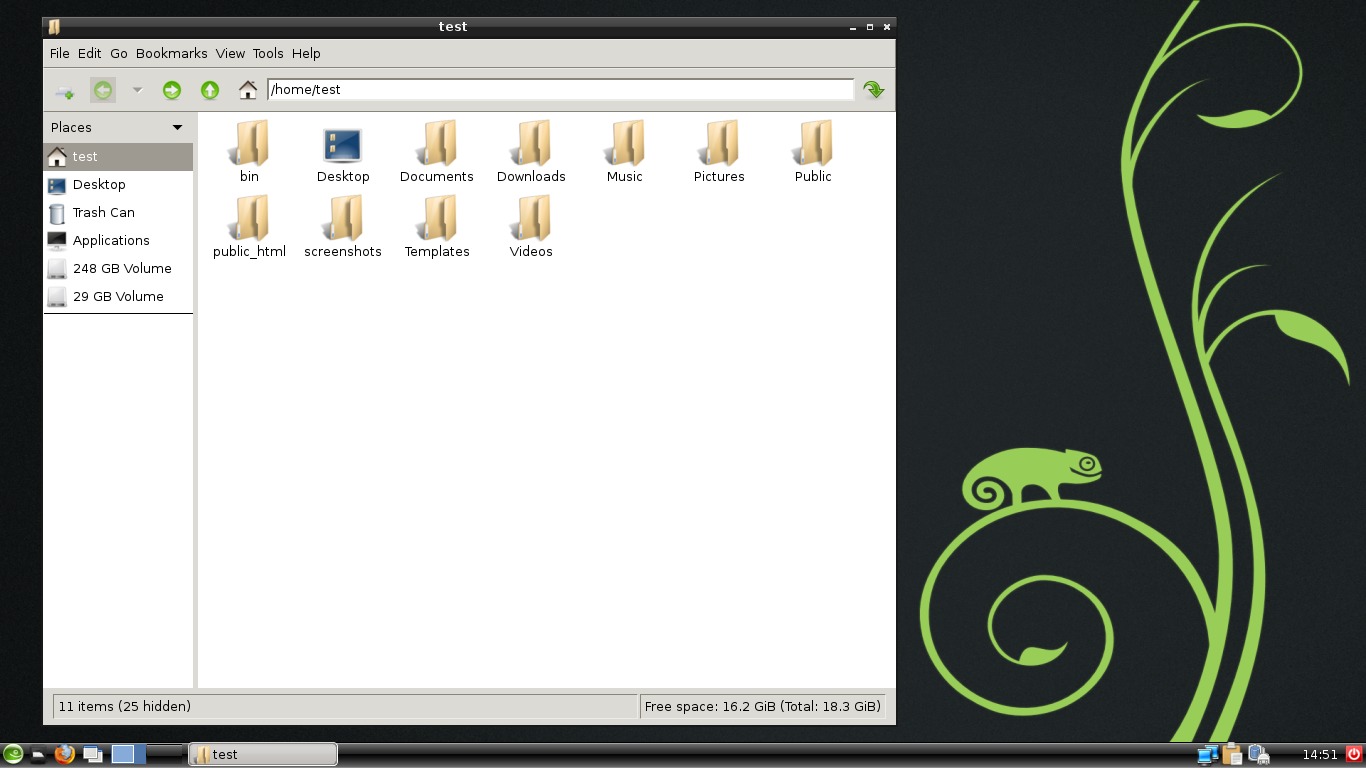 test
File Edit Go Bookmarks View Tools Help
/home/test
Places
test
Desktop
Trash Can
Applications
248 GB Volume
29 GB Volume
bin Desktop Documents Downloads Music Pictures Public
public_html screenshots Templates Videos
11 items (25 hidden)
Free space: 16.2 GiB (Total: 18.3 GiB)
test
14:51